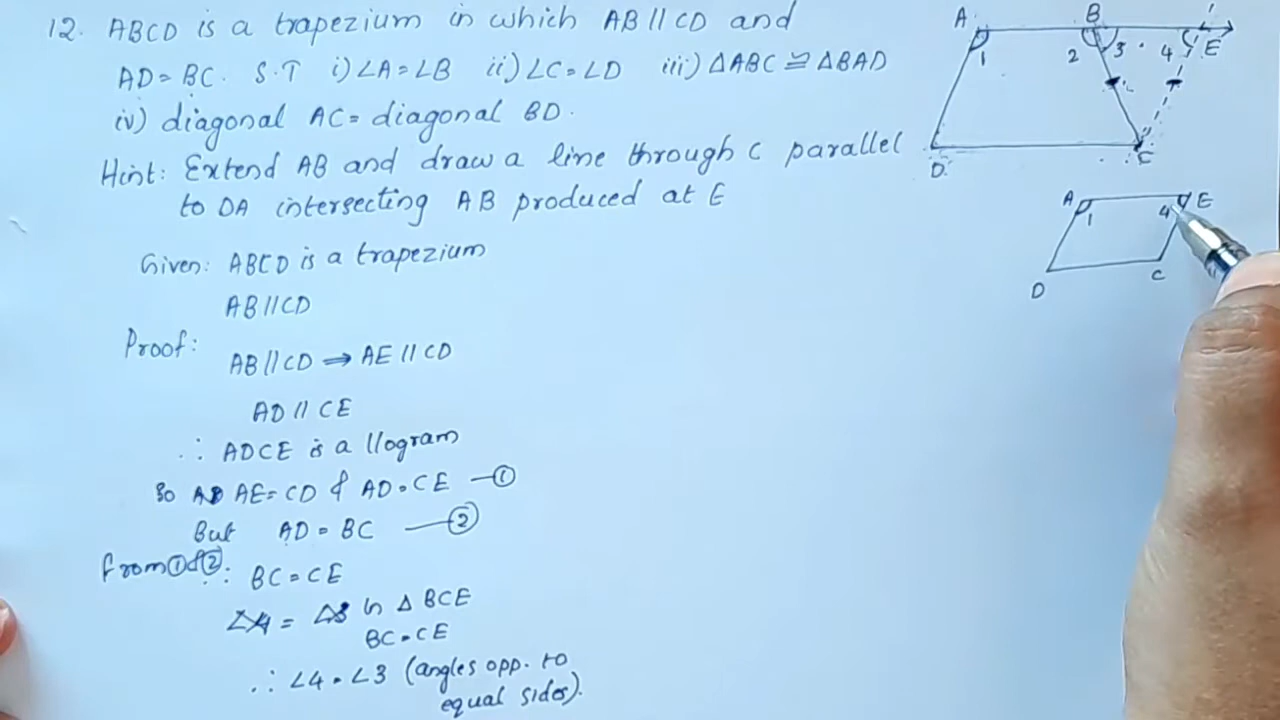 12. ABCD is a trapezium in which AB // CD and
AD = BC. S.T i) ∠A = ∠B ii) ∠C = ∠D iii) △ABC ≅ △BAD
iv) diagonal AC = diagonal BD.
Hint: Extend AB and draw a line through C parallel
to DA intersecting AB produced at E
Given: ABCD is a trapezium
AB // CD
Proof:
AB // CD ⇒ AE // CD
AD // CE
∴ ADCE is a llogram
So AE = CD & AD = CE — ①
But AD = BC — ②
from ① & ② ∴ BC = CE
In △ BCE
BC = CE
∴ ∠4 = ∠3 (angles opp. to
equal sides).
A B E
1 2 3 4
D C
A E
1 4
D C